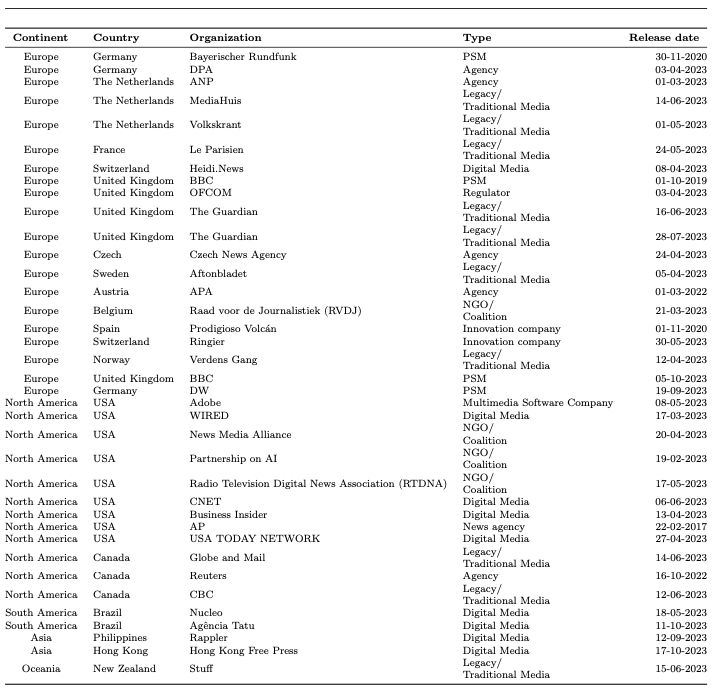 Continent Country Organization Type Release date
Europe Germany Bayerischer Rundfunk PSM 30-11-2020
Europe Germany DPA Agency 03-04-2023
Europe The Netherlands ANP Agency 01-03-2023
Europe The Netherlands MediaHuis Legacy/
Traditional Media 14-06-2023
Europe The Netherlands Volkskrant Legacy/
Traditional Media 01-05-2023
Europe France Le Parisien Legacy/
Traditional Media 24-05-2023
Europe Switzerland Heidi.News Digital Media 08-04-2023
Europe United Kingdom BBC PSM 01-10-2019
Europe United Kingdom OFCOM Regulator 03-04-2023
Europe United Kingdom The Guardian Legacy/
Traditional Media 16-06-2023
Europe United Kingdom The Guardian Legacy/
Traditional Media 28-07-2023
Europe Czech Czech News Agency Agency 24-04-2023
Europe Sweden Aftonbladet Legacy/
Traditional Media 05-04-2023
Europe Austria APA Agency 01-03-2022
Europe Belgium Raad voor de Journalistiek (RVDJ) NGO/
Coalition 21-03-2023
Europe Spain Prodigioso Volcán Innovation company 01-11-2020
Europe Switzerland Ringier Innovation company 30-05-2023
Europe Norway Verdens Gang Legacy/
Traditional Media 12-04-2023
Europe United Kingdom BBC PSM 05-10-2023
Europe Germany DW PSM 19-09-2023
North America USA Adobe Multimedia Software Company 08-05-2023
North America USA WIRED Digital Media 17-03-2023
North America USA News Media Alliance NGO/
Coalition 20-04-2023
North America USA Partnership on AI NGO/
Coalition 19-02-2023
North America USA Radio Television Digital News Association (RTDNA) NGO/
Coalition 17-05-2023
North America USA CNET Digital Media 06-06-2023
North America USA Business Insider Digital Media 13-04-2023
North America USA AP News agency 22-02-2017
North America USA USA TODAY NETWORK Digital Media 27-04-2023
North America Canada Globe and Mail Legacy/
Traditional Media 14-06-2023
North America Canada Reuters Agency 16-10-2022
North America Canada CBC Legacy/
Traditional Media 12-06-2023
South America Brazil Nucleo Digital Media 18-05-2023
South America Brazil Agência Tatu Digital Media 11-10-2023
Asia Philippines Rappler Digital Media 12-09-2023
Asia Hong Kong Hong Kong Free Press Digital Media 17-10-2023
Oceania New Zealand Stuff Legacy/
Traditional Media 15-06-2023